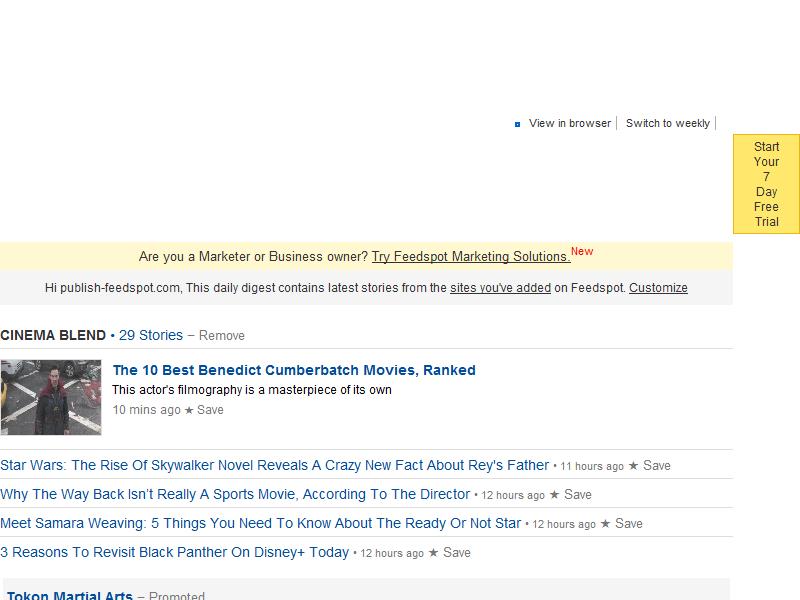 View in browser | Switch to weekly |
Start
Your
7
Day
Free
Trial
Are you a Marketer or Business owner? Try Feedspot Marketing Solutions. New
Hi publish-feedspot.com, This daily digest contains latest stories from the sites you've added on Feedspot. Customize
CINEMA BLEND • 29 Stories – Remove
The 10 Best Benedict Cumberbatch Movies, Ranked
This actor's filmography is a masterpiece of its own
10 mins ago ★ Save
Star Wars: The Rise Of Skywalker Novel Reveals A Crazy New Fact About Rey's Father • 11 hours ago ★ Save
Why The Way Back Isn't Really A Sports Movie, According To The Director • 12 hours ago ★ Save
Meet Samara Weaving: 5 Things You Need To Know About The Ready Or Not Star • 12 hours ago ★ Save
3 Reasons To Revisit Black Panther On Disney+ Today • 12 hours ago ★ Save
Tokon Martial Arts – Promoted